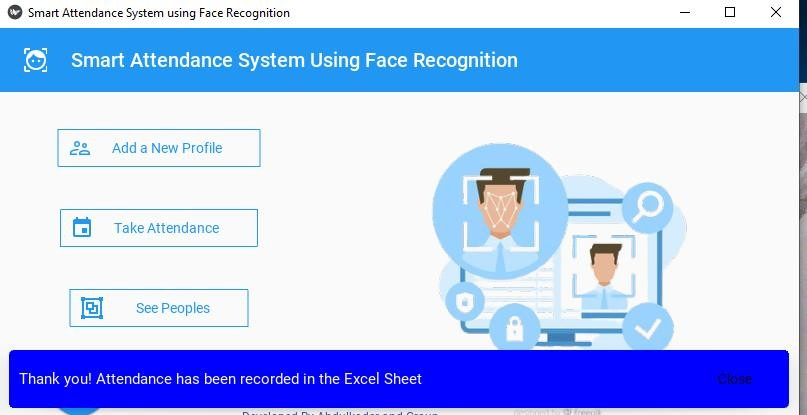 Smart Attendance System using Face Recognition
Smart Attendance System Using Face Recognition
Add a New Profile
Take Attendance
See Peoples
Thank you! Attendance has been recorded in the Excel Sheet
Close
Developed By Abdulkader and Group
designed by freepik